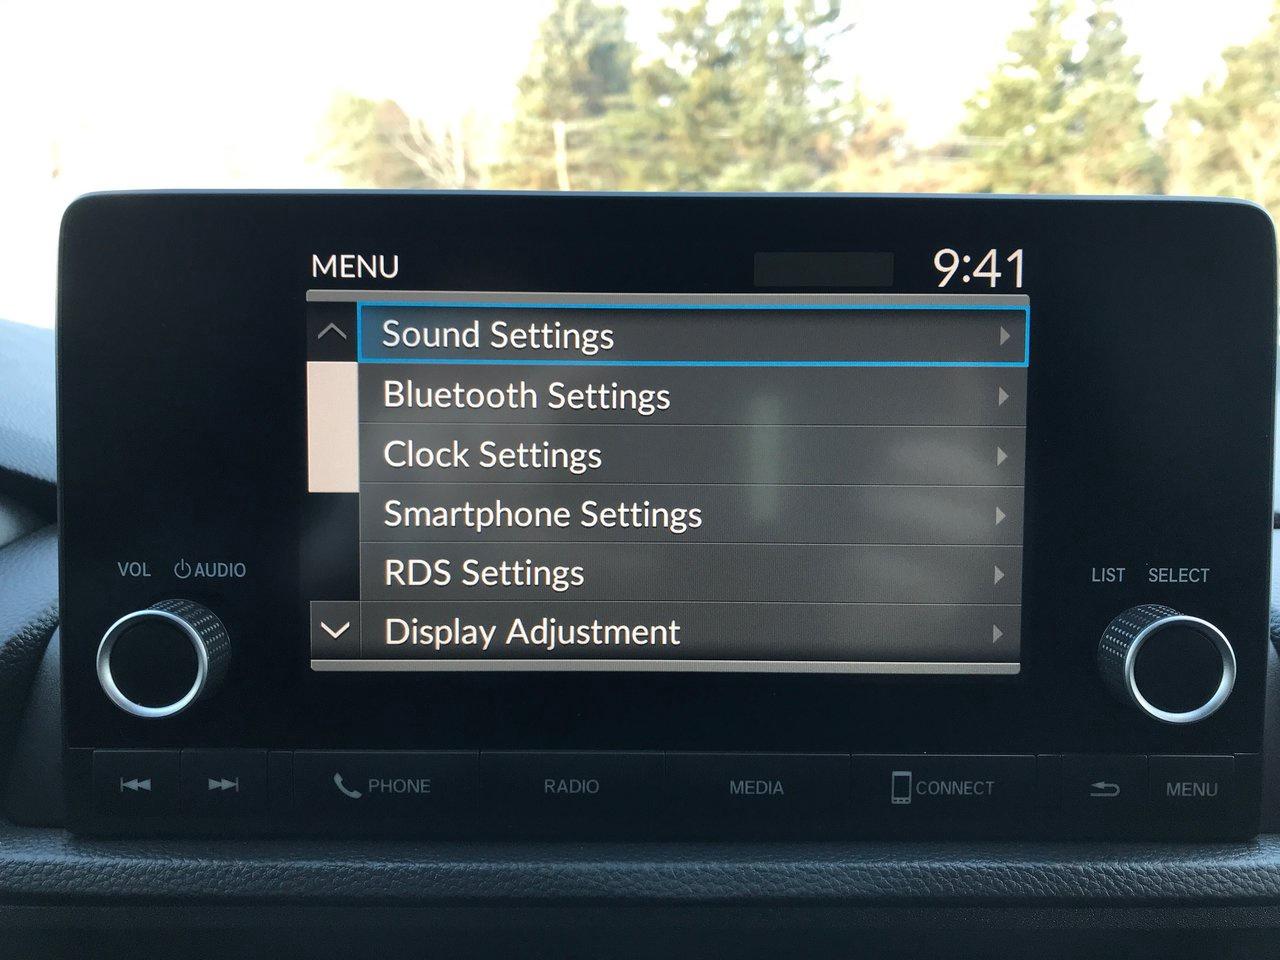 MENU 9:41
Sound Settings
Bluetooth Settings
Clock Settings
Smartphone Settings
RDS Settings
Display Adjustment
VOL AUDIO
LIST SELECT
PHONE RADIO MEDIA CONNECT MENU